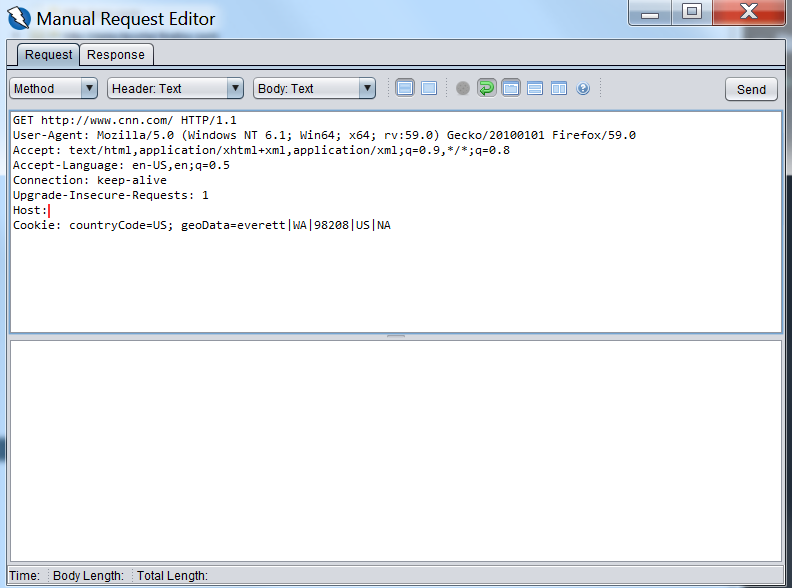 Manual Request Editor
Request Response
Method Header: Text Body: Text Send
GET http://www.cnn.com/ HTTP/1.1
User-Agent: Mozilla/5.0 (Windows NT 6.1; Win64; x64; rv:59.0) Gecko/20100101 Firefox/59.0
Accept: text/html,application/xhtml+xml,application/xml;q=0.9,*/*;q=0.8
Accept-Language: en-US,en;q=0.5
Connection: keep-alive
Upgrade-Insecure-Requests: 1
Host:
Cookie: countryCode=US; geoData=everett|WA|98208|US|NA
Time: Body Length: Total Length: